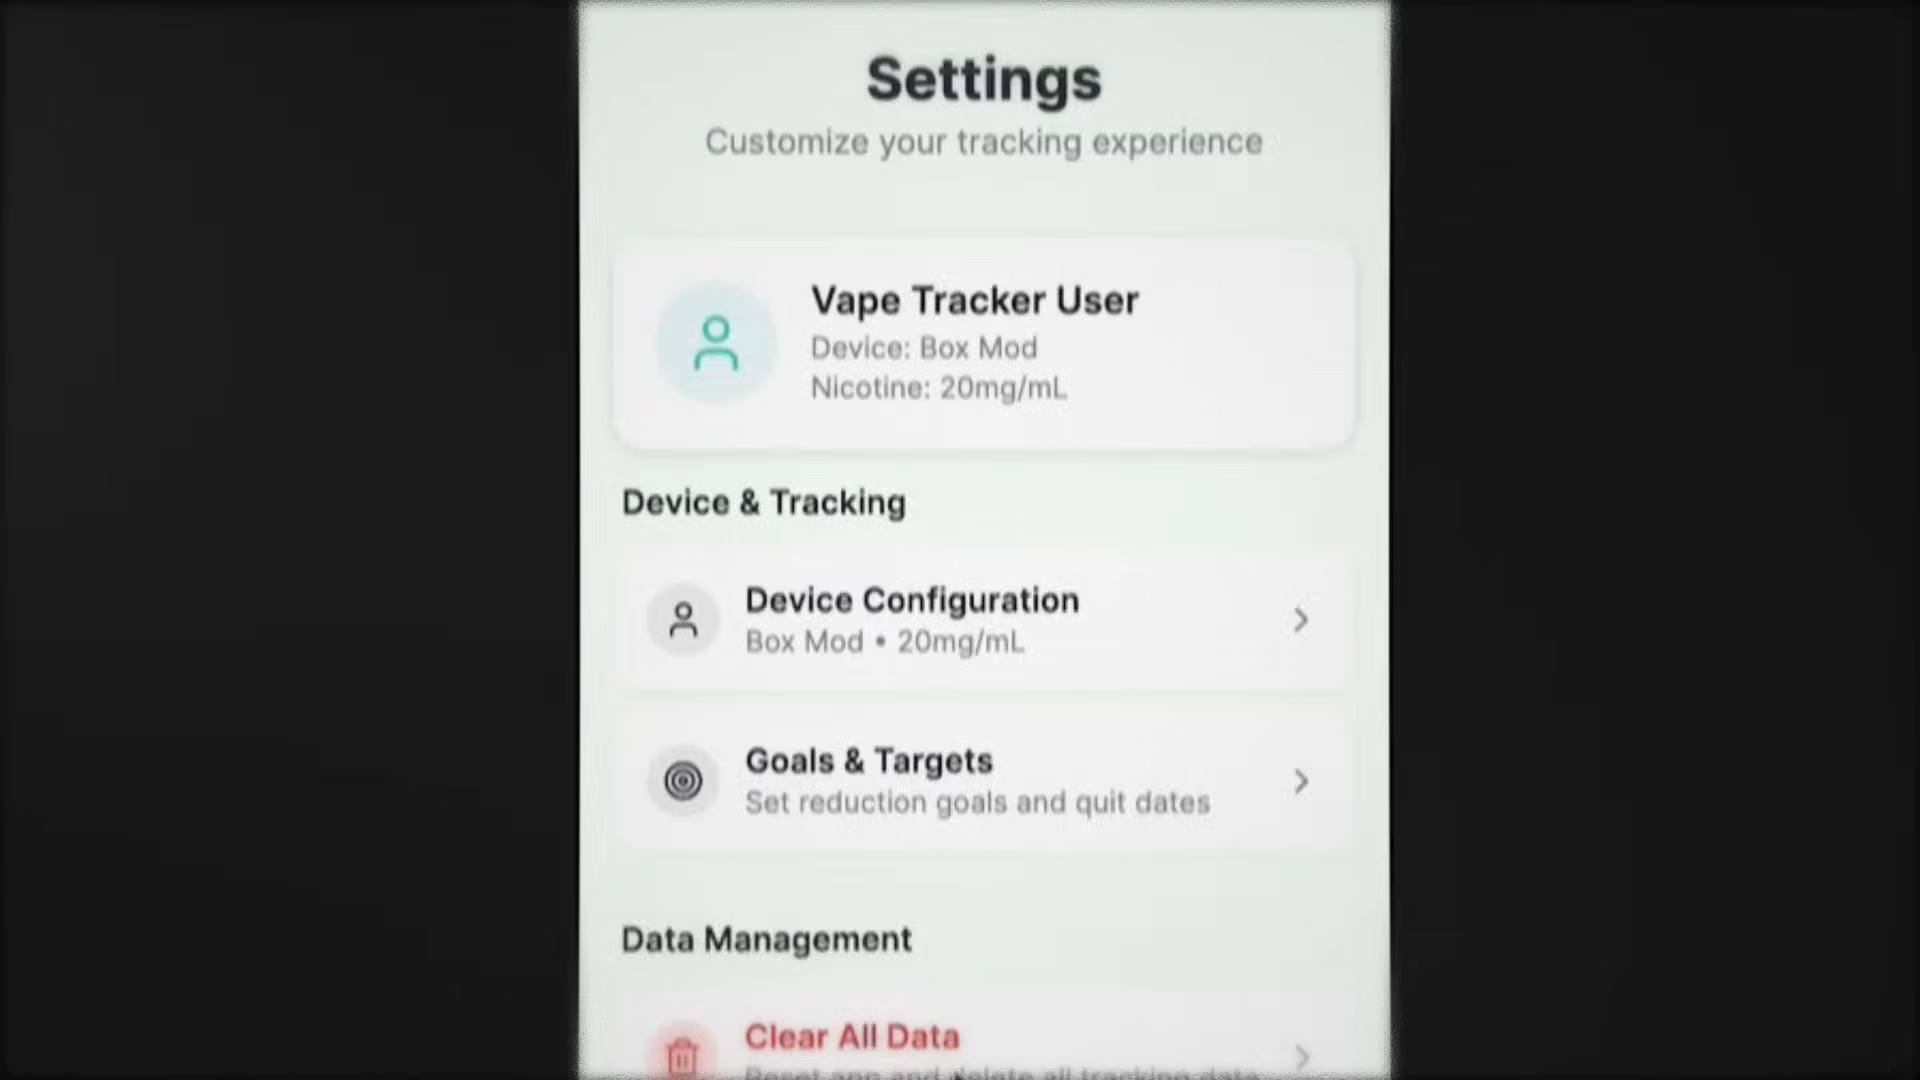 Settings
Customize your tracking experience
Vape Tracker User
Device: Box Mod
Nicotine: 20mg/mL
Device & Tracking
Device Configuration
Box Mod • 20mg/mL
Goals & Targets
Set reduction goals and quit dates
Data Management
Clear All Data
Reset app and delete all tracking data